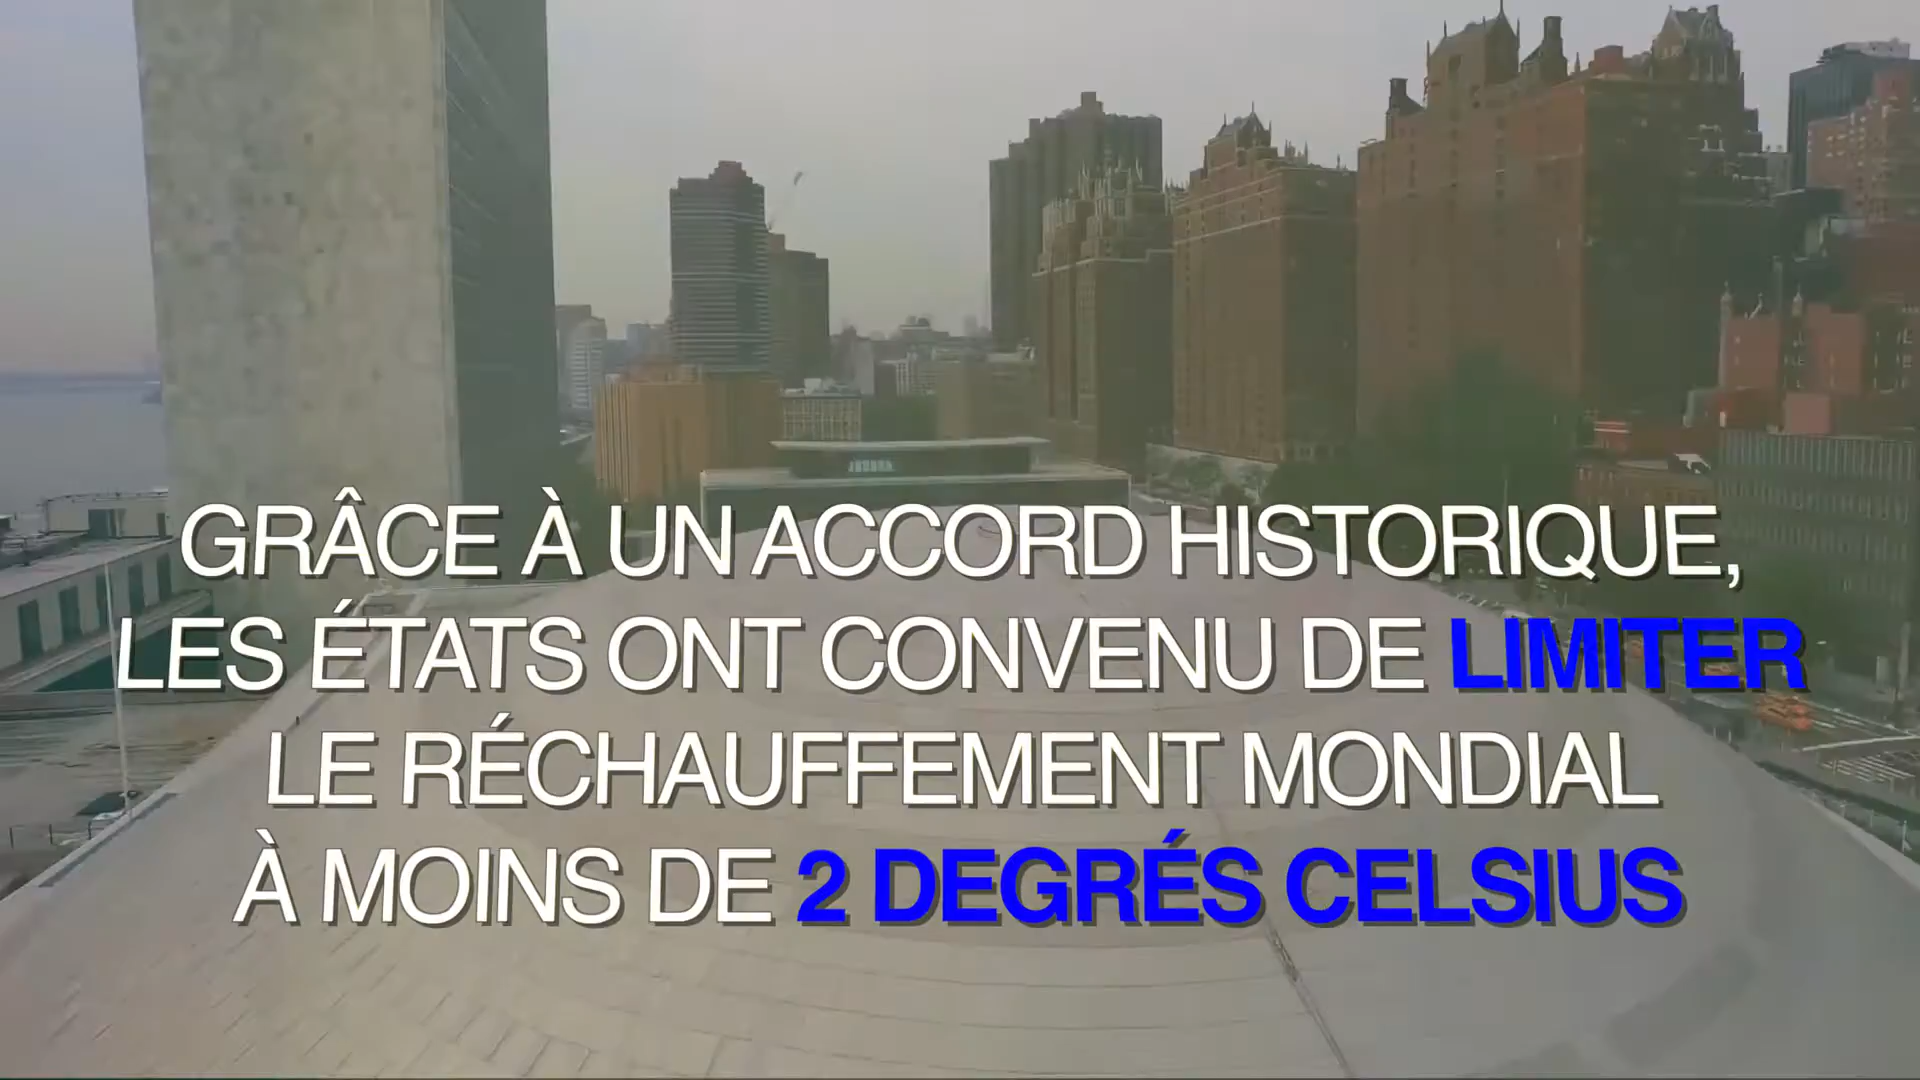 GRÂCE À UN ACCORD HISTORIQUE,
LES ÉTATS ONT CONVENU DE LIMITER
LE RÉCHAUFFEMENT MONDIAL
À MOINS DE 2 DEGRÉS CELSIUS